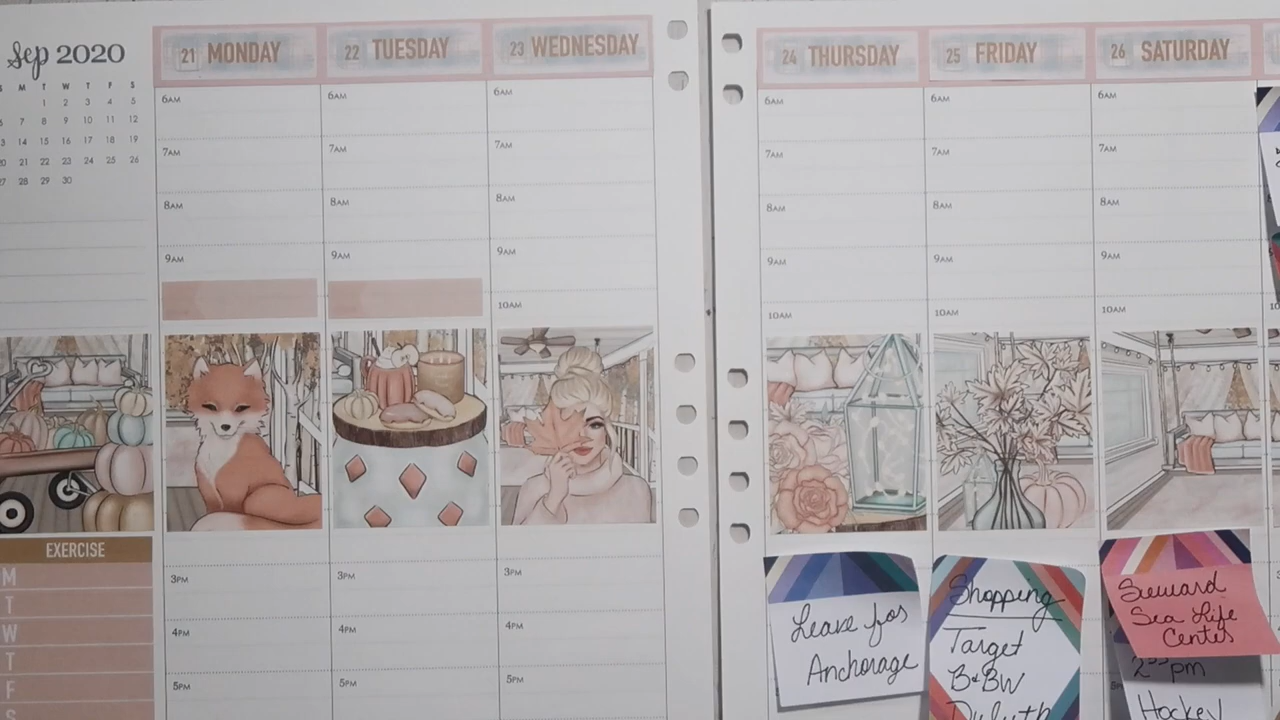 Sep 2020
S M T W T F S
1 2 3 4 5
6 7 8 9 10 11 12
13 14 15 16 17 18 19
20 21 22 23 24 25 26
27 28 29 30
EXERCISE
M
T
W
T
F
S
21 MONDAY
6AM
7AM
8AM
9AM
3PM
4PM
5PM
22 TUESDAY
6AM
7AM
8AM
9AM
3PM
4PM
5PM
23 WEDNESDAY
6AM
7AM
8AM
9AM
10AM
3PM
4PM
5PM
24 THURSDAY
6AM
7AM
8AM
9AM
10AM
Leave for
Anchorage
25 FRIDAY
6AM
7AM
8AM
9AM
10AM
Shopping
Target
B&BW
Duluth
26 SATURDAY
6AM
7AM
8AM
9AM
10AM
Seward
Sea Life
Center
pm
Hockey